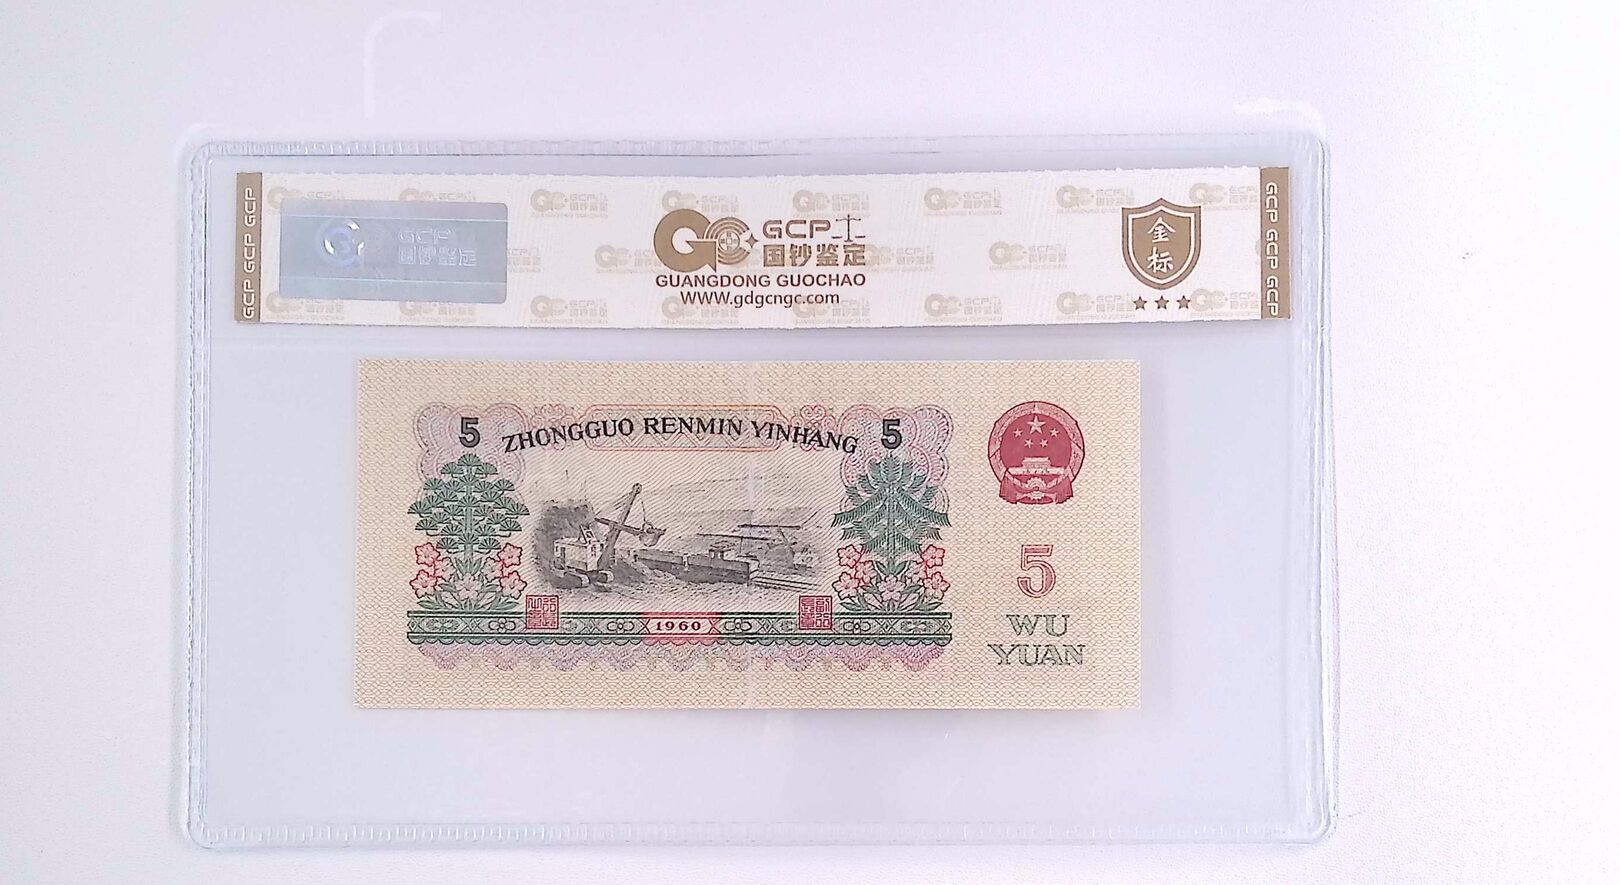 GCP GCP GCP
GCP
国钞鉴定
GCP
国钞鉴定
GUANGDONG GUOCHAO
WWW.gdgcngc.com
金
标
GCP GCP GCP
5 ZHONGGUO RENMIN YINHANG 5
1960
5
WU
YUAN